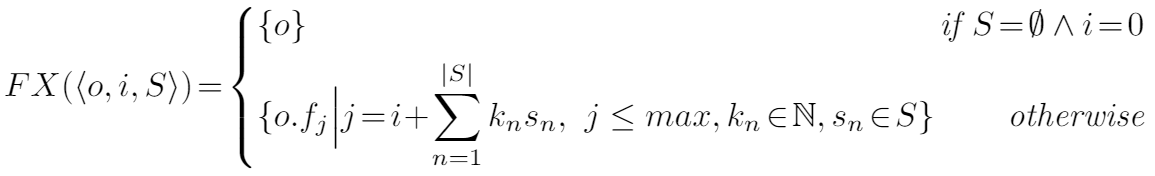 FX(⟨o, i, S⟩) = { {o} if S = ∅ ∧ i = 0
{o.f_j | j = i + ∑_{n=1}^{|S|} k_n s_n, j ≤ max, k_n ∈ ℕ, s_n ∈ S} otherwise